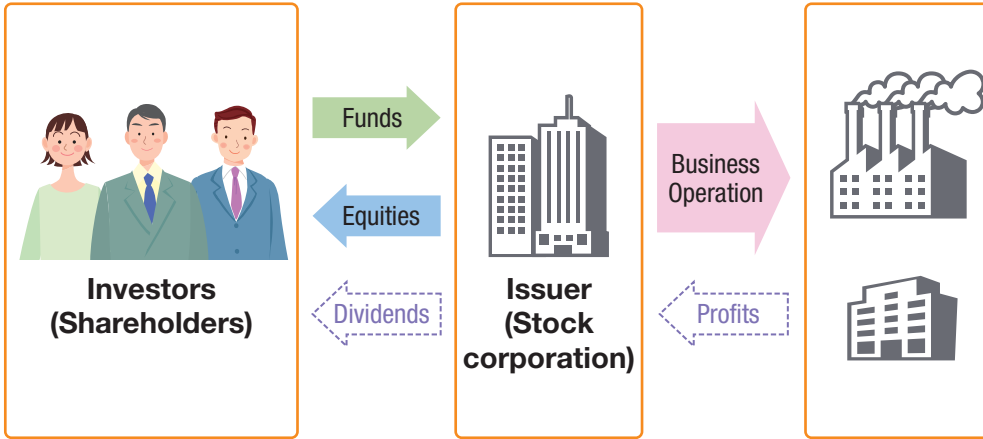 Funds
Equities
Dividends
Investors
(Shareholders)
Issuer
(Stock
corporation)
Business
Operation
Profits